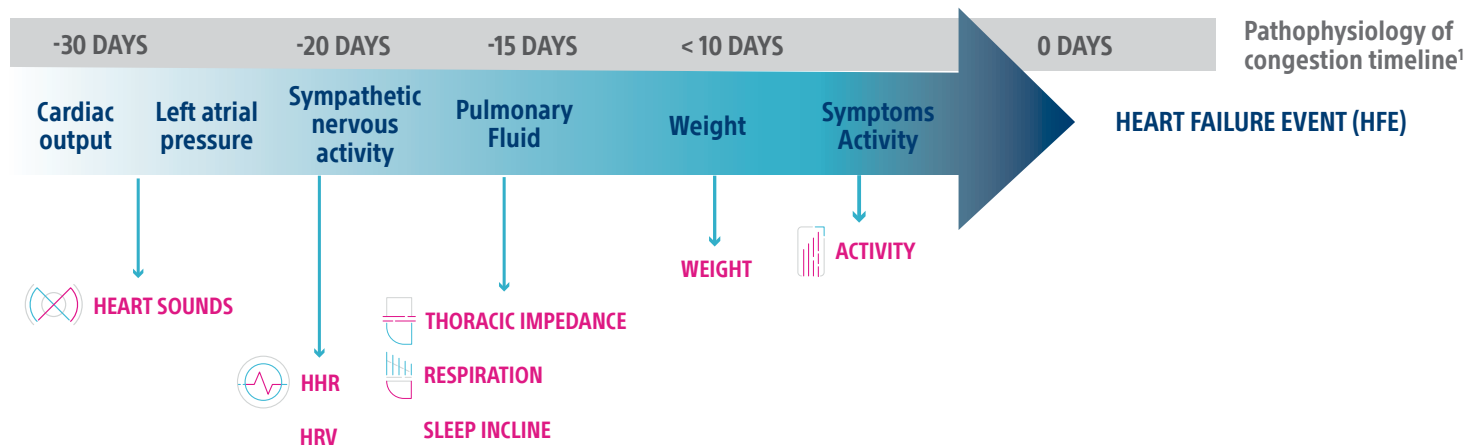 -30 DAYS
-20 DAYS
-15 DAYS
< 10 DAYS
0 DAYS
Pathophysiology of
congestion timeline¹
Cardiac
output
Left atrial
pressure
Sympathetic
nervous
activity
Pulmonary
Fluid
Weight
Symptoms
Activity
HEART FAILURE EVENT (HFE)
HEART SOUNDS
HHR
HRV
THORACIC IMPEDANCE
RESPIRATION
SLEEP INCLINE
WEIGHT
ACTIVITY